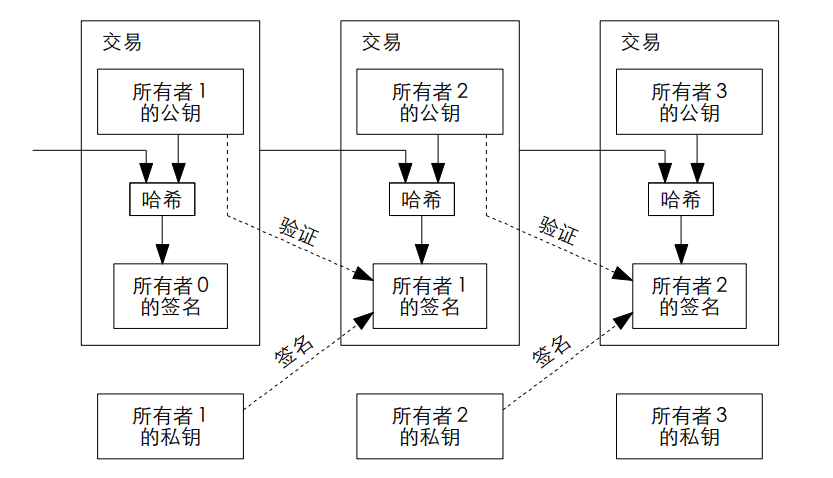 交易
所有者1
的公钥
哈希
所有者0
的签名
交易
所有者2
的公钥
哈希
验证
所有者1
的签名
交易
所有者3
的公钥
哈希
验证
所有者2
的签名
签名
签名
所有者1
的私钥
所有者2
的私钥
所有者3
的私钥